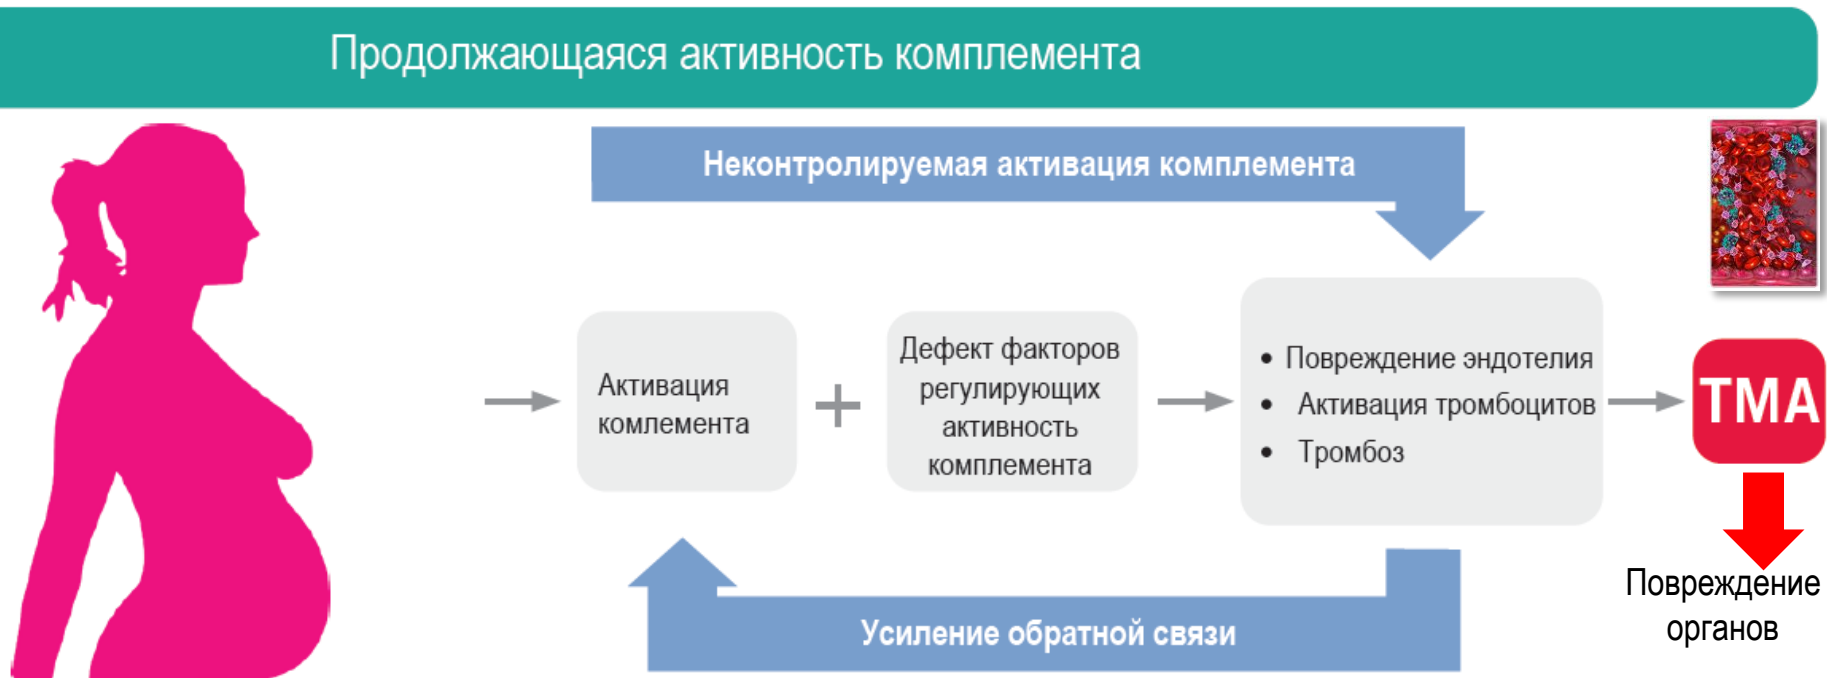 Продолжающаяся активность комплемента
Неконтролируемая активация комплемента
Активация
комлемента
+
Дефект факторов
регулирующих
активность
комплемента
• Повреждение эндотелия
• Активация тромбоцитов
• Тромбоз
ТМА
Усиление обратной связи
Повреждение
органов